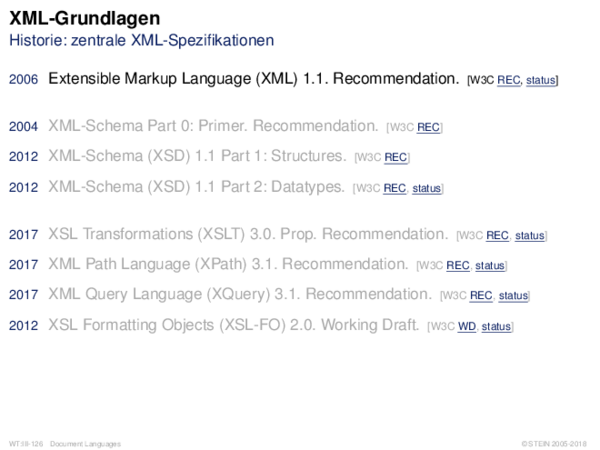 XML-Grundlagen
Historie: zentrale XML-Spezifikationen
2006 Extensible Markup Language (XML) 1.1. Recommendation. [W3C REC, status]
2004 XML-Schema Part 0: Primer. Recommendation. [W3C REC]
2012 XML-Schema (XSD) 1.1 Part 1: Structures. [W3C REC]
2012 XML-Schema (XSD) 1.1 Part 2: Datatypes. [W3C REC, status]
2017 XSL Transformations (XSLT) 3.0. Prop. Recommendation. [W3C REC, status]
2017 XML Path Language (XPath) 3.1. Recommendation. [W3C REC, status]
2017 XML Query Language (XQuery) 3.1. Recommendation. [W3C REC, status]
2012 XSL Formatting Objects (XSL-FO) 2.0. Working Draft. [W3C WD, status]
WT:III-126 Document Languages © STEIN 2005-2018